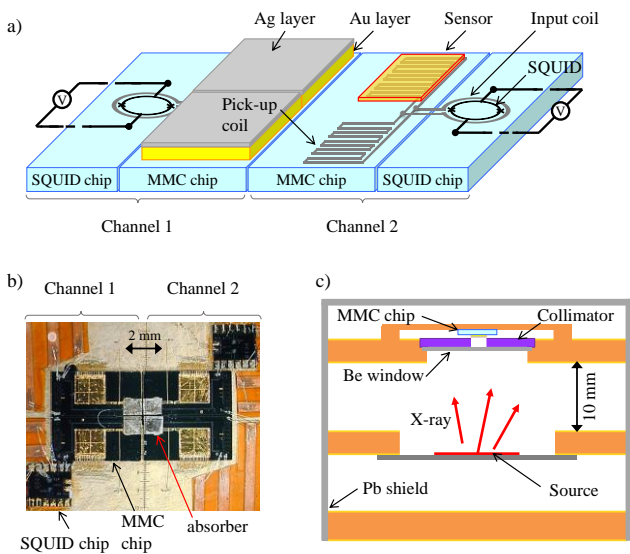 a)
Ag layer
Au layer
Sensor
Input coil
SQUID
V
Pick-up
coil
V
SQUID chip
MMC chip
MMC chip
SQUID chip
Channel 1
Channel 2
b)
Channel 1
Channel 2
2 mm
SQUID chip
MMC
chip
absorber
c)
MMC chip
Collimator
Be window
10 mm
X-ray
Pb shield
Source